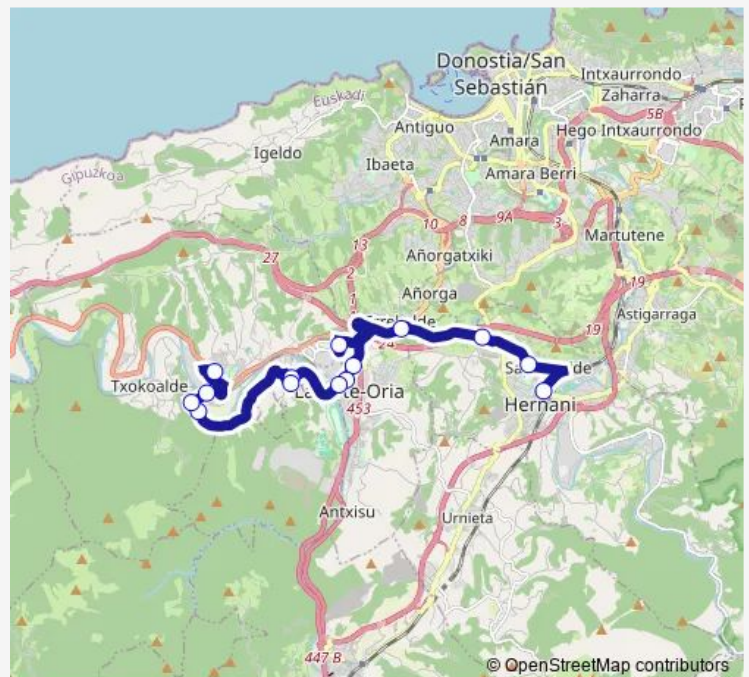 Donostia/San
Sebastián
Intxaurrondo
Zaharra
5B
Euskadi
Antiguo
Hego Intxaurrondo
Amara
Igeldo
Ibaeta
Amara Berri
Gipuzkoa
10
8
9A
3
Martutene
13
27
2
Añorgatxiki
1
19
Añorga
Astigarraga
19
24
Txokoalde
453
Hernani
Antxisu
Urnieta
447 B
© OpenStreetMap contributors